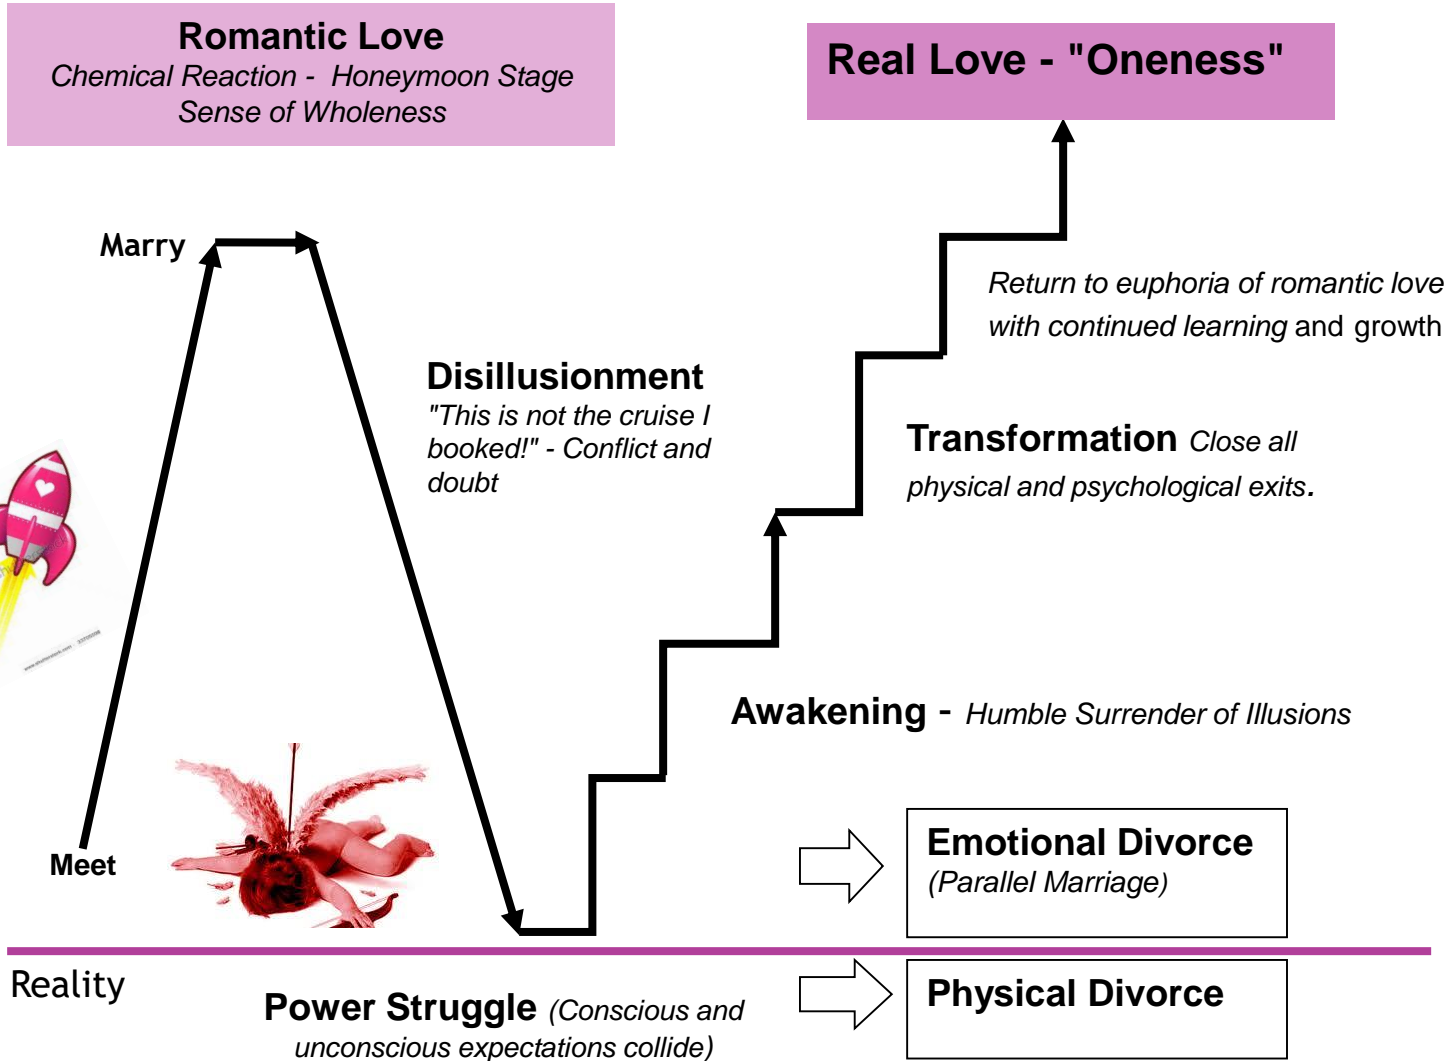 Romantic Love
Chemical Reaction - Honeymoon Stage
Sense of Wholeness
Real Love - "Oneness"
Marry
Return to euphoria of romantic love
with continued learning and growth
Disillusionment
"This is not the cruise I
booked!" - Conflict and
doubt
Transformation Close all
physical and psychological exits.
Awakening - Humble Surrender of Illusions
Meet
Emotional Divorce
(Parallel Marriage)
Reality
Power Struggle (Conscious and
unconscious expectations collide)
Physical Divorce